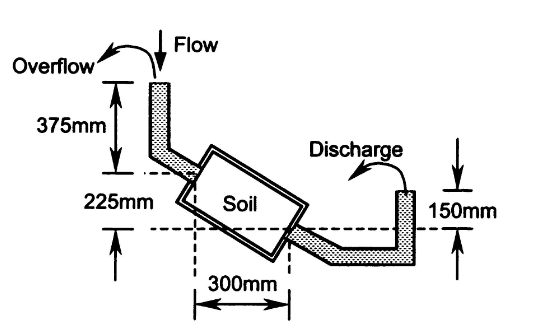 Flow
Overflow
375mm
Discharge
225mm
Soil
150mm
300mm